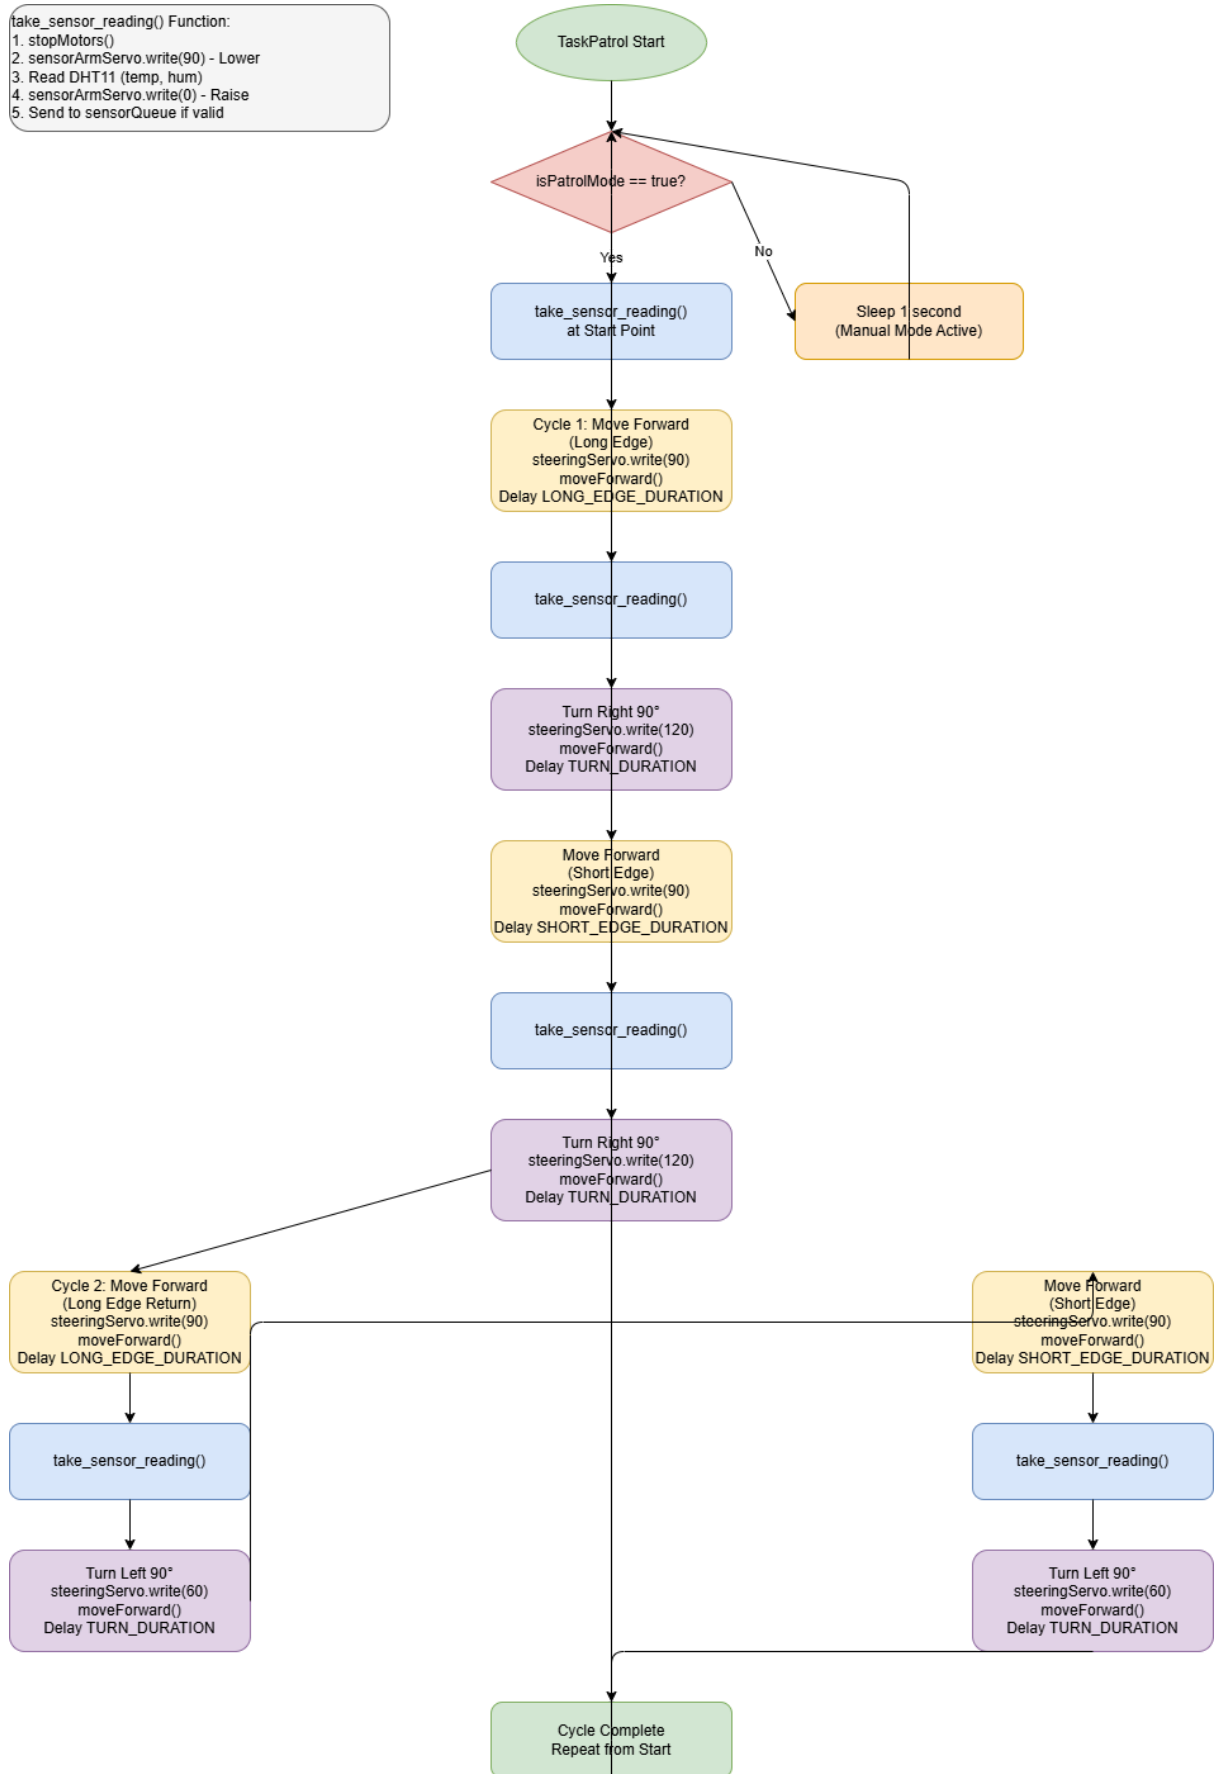 take_sensor_reading() Function:
1. stopMotors()
2. sensorArmServo.write(90) - Lower
3. Read DHT11 (temp, hum)
4. sensorArmServo.write(0) - Raise
5. Send to sensorQueue if valid
TaskPatrol Start
isPatrolMode == true?
Yes
No
take_sensor_reading()
at Start Point
Sleep 1 second
(Manual Mode Active)
Cycle 1: Move Forward
(Long Edge)
steeringServo.write(90)
moveForward()
Delay LONG_EDGE_DURATION
take_sensor_reading()
Turn Right 90°
steeringServo.write(120)
moveForward()
Delay TURN_DURATION
Move Forward
(Short Edge)
steeringServo.write(90)
moveForward()
Delay SHORT_EDGE_DURATION
take_sensor_reading()
Turn Right 90°
steeringServo.write(120)
moveForward()
Delay TURN_DURATION
Cycle 2: Move Forward
(Long Edge Return)
steeringServo.write(90)
moveForward()
Delay LONG_EDGE_DURATION
take_sensor_reading()
Turn Left 90°
steeringServo.write(60)
moveForward()
Delay TURN_DURATION
Move Forward
(Short Edge)
steeringServo.write(90)
moveForward()
Delay SHORT_EDGE_DURATION
take_sensor_reading()
Turn Left 90°
steeringServo.write(60)
moveForward()
Delay TURN_DURATION
Cycle Complete
Repeat from Start